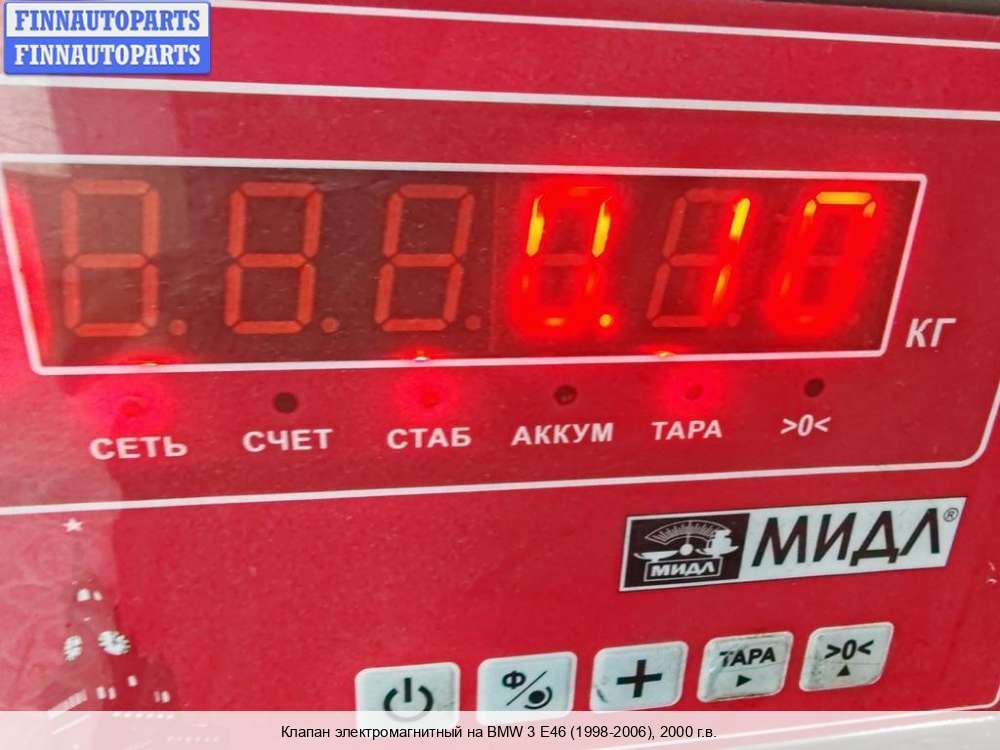 FINNAUTOPARTS
FINNAUTOPARTS
0.10
КГ
СЕТЬ СЧЕТ СТАБ АККУМ ТАРА >0<
МИДЛ МИДЛ®
Ф/ + ТАРА >0<
Клапан электромагнитный на BMW 3 E46 (1998-2006), 2000 г.в.